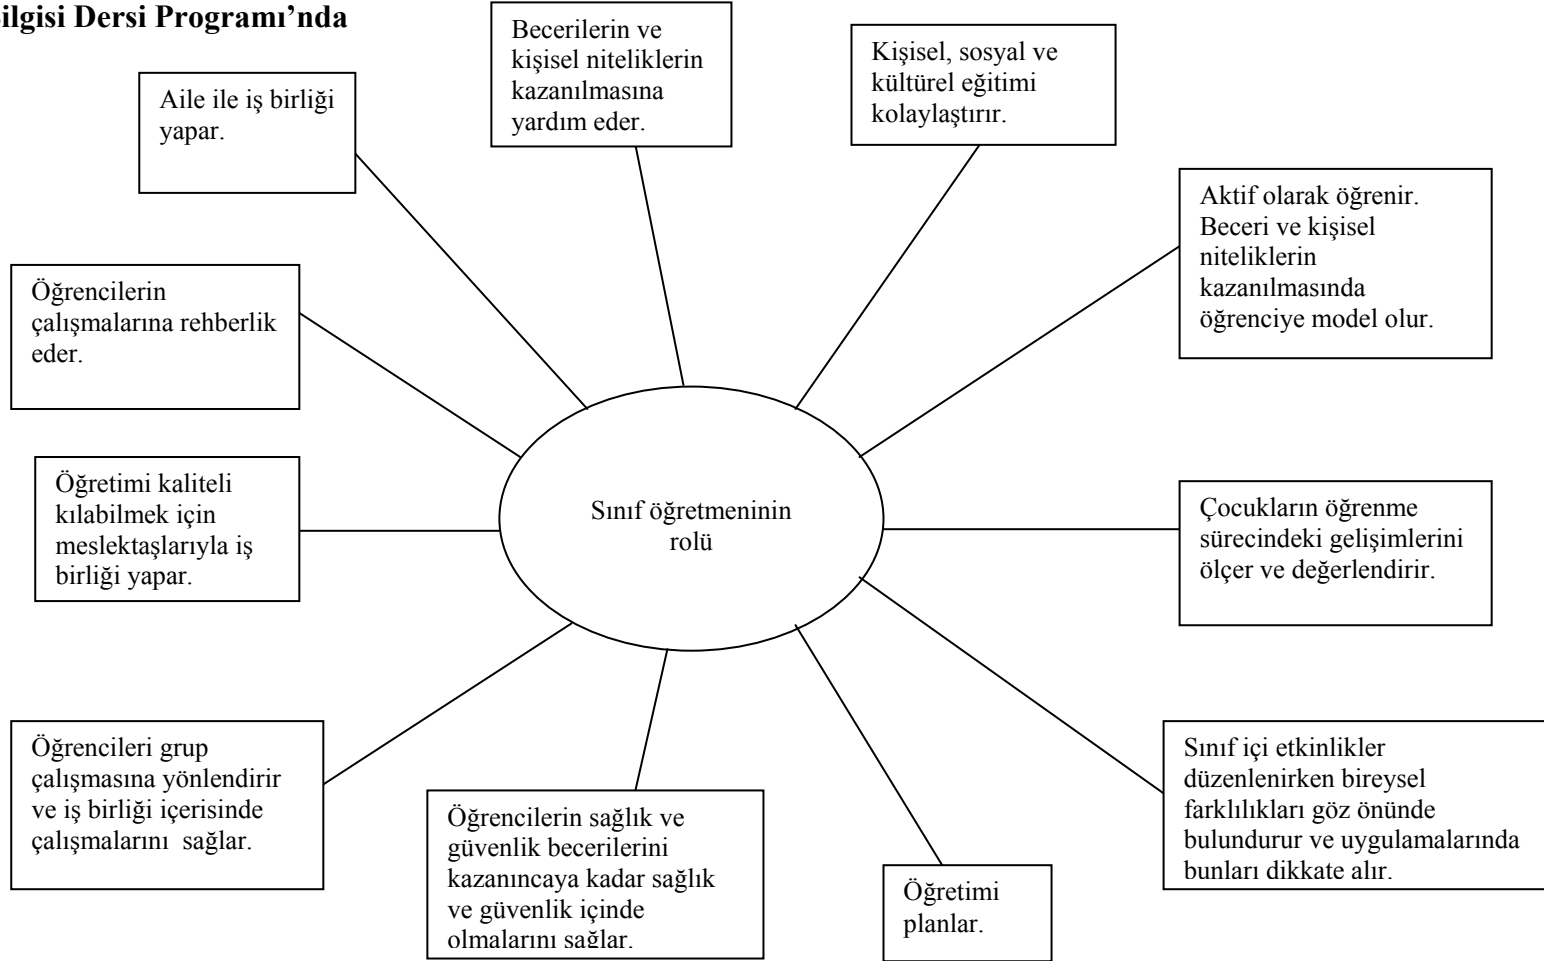 ilgisi Dersi Programı’nda
Becerilerin ve
kişisel niteliklerin
kazanılmasına
yardım eder.
Kişisel, sosyal ve
kültürel eğitimi
kolaylaştırır.
Aile ile iş birliği
yapar.
Aktif olarak öğrenir.
Beceri ve kişisel
niteliklerin
kazanılmasında
öğrenciye model olur.
Öğrencilerin
çalışmalarına rehberlik
eder.
Öğretimi kaliteli
kılabilmek için
meslektaşlarıyla iş
birliği yapar.
Sınıf öğretmeninin
rolü
Çocukların öğrenme
sürecindeki gelişimlerini
ölçer ve değerlendirir.
Öğrencileri grup
çalışmasına yönlendirir
ve iş birliği içerisinde
çalışmalarını  sağlar.
Öğrencilerin sağlık ve
güvenlik becerilerini
kazanıncaya kadar sağlık
ve güvenlik içinde
olmalarını sağlar.
Öğretimi
planlar.
Sınıf içi etkinlikler
düzenlenirken bireysel
farklılıkları göz önünde
bulundurur ve uygulamalarında
bunları dikkate alır.